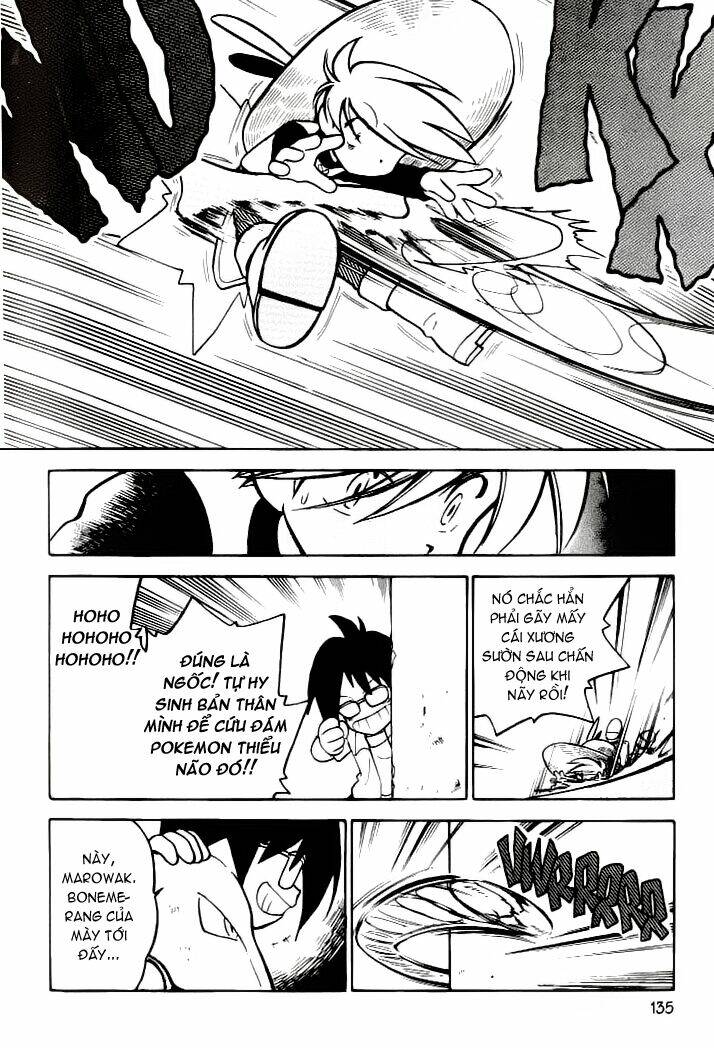 NÓ CHẮC HẲN
PHẢI GÃY MẤY
CÁI XƯƠNG
SƯỜN SAU CHẤN
ĐỘNG KHI
NÃY RỒI!
ĐÚNG LÀ
NGỐC! TỰ HY
SINH BẢN THÂN
MÌNH ĐỂ CỨU ĐÁM
POKEMON THIỂU
NÃO ĐÓ!!
HOHO
HOHOHO
HOHOHO!!
VWRRRRR
NÀY,
MAROWAK.
BONEME-
RANG CỦA
MÀY TỚI
ĐẤY...
135